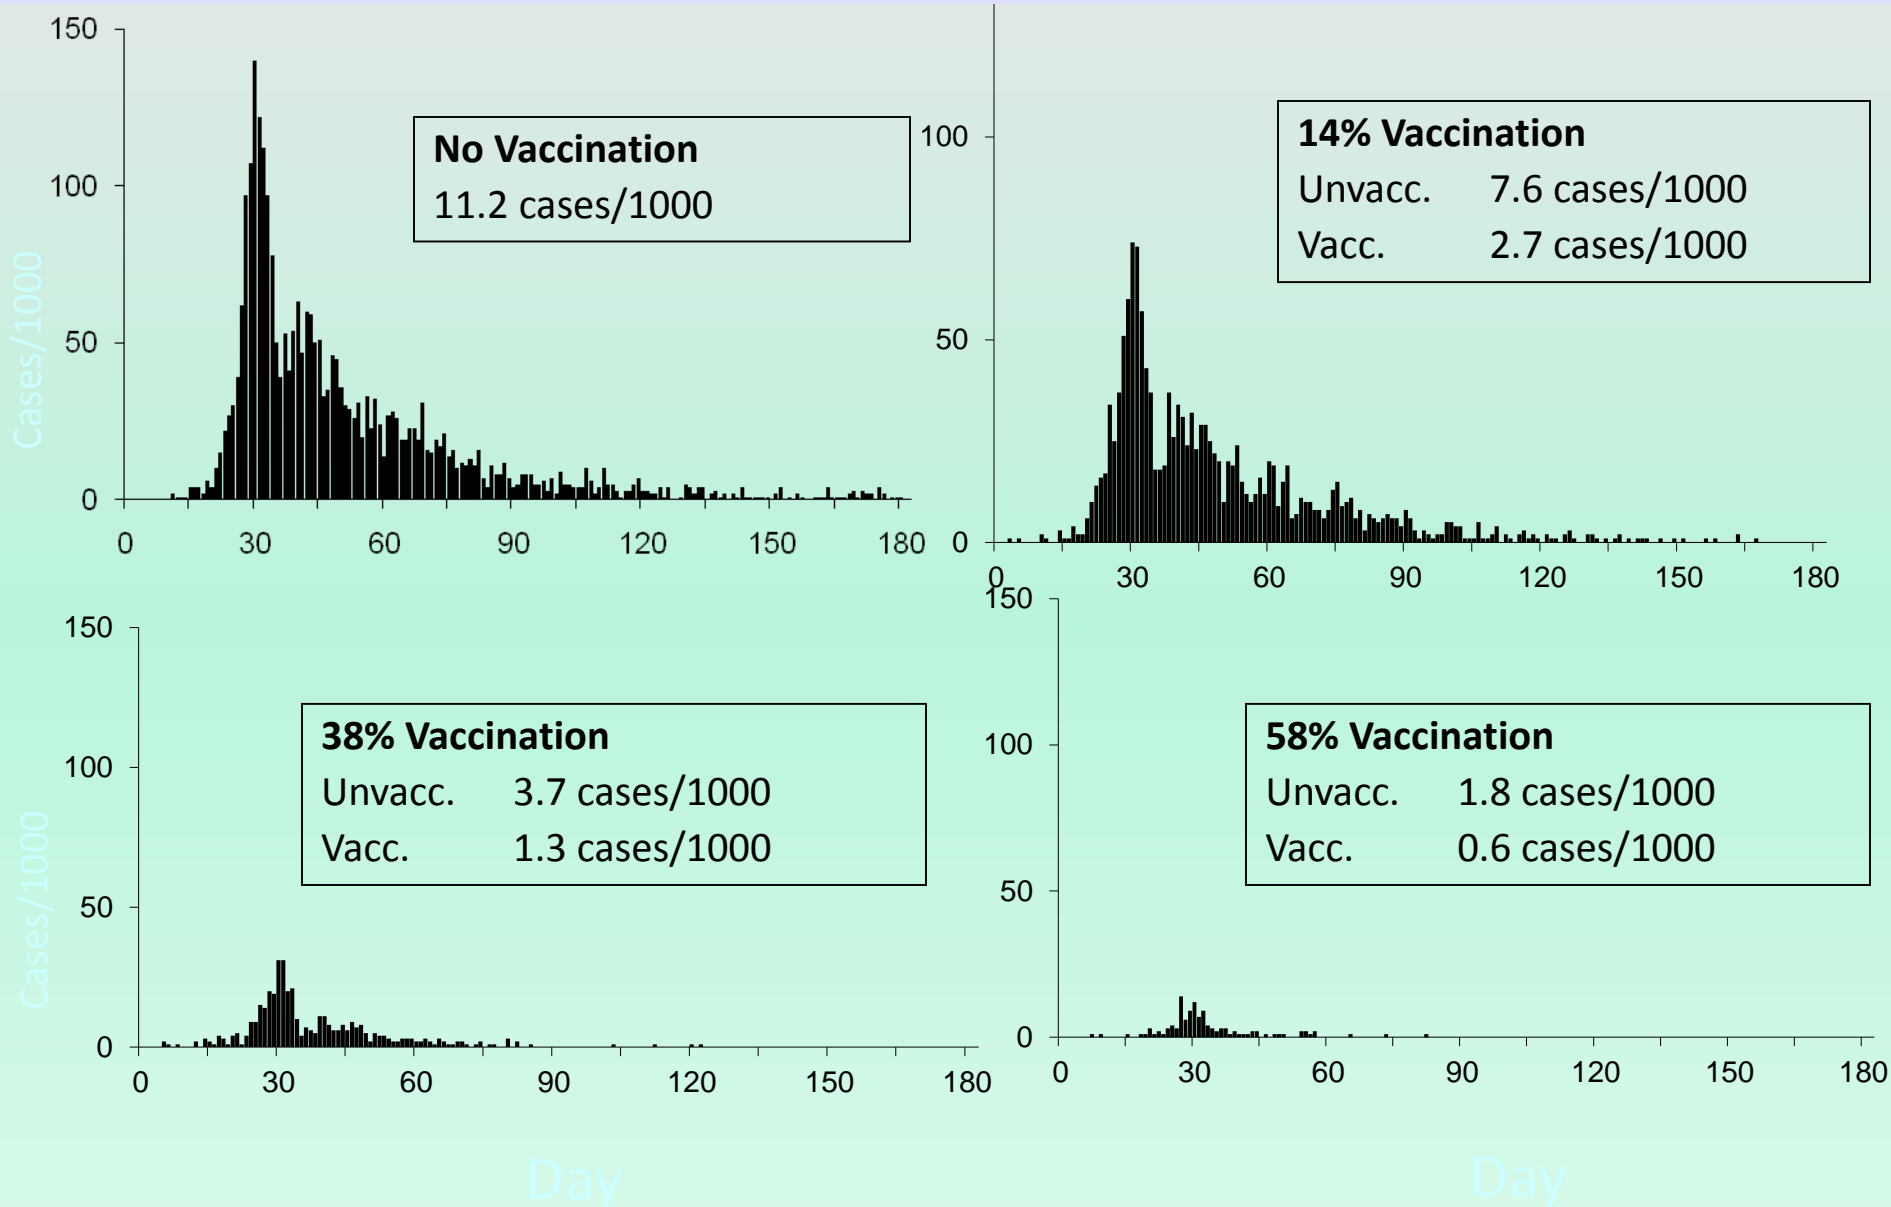 150
100
50
0
0 30 60 90 120 150 180
Cases/1000
No Vaccination
11.2 cases/1000
100
50
0
0 30 60 90 120 150 180
14% Vaccination
Unvacc. 7.6 cases/1000
Vacc. 2.7 cases/1000
150
100
50
0
0 30 60 90 120 150 180
Cases/1000
Day
38% Vaccination
Unvacc. 3.7 cases/1000
Vacc. 1.3 cases/1000
150
100
50
0
0 30 60 90 120 150 180
Day
58% Vaccination
Unvacc. 1.8 cases/1000
Vacc. 0.6 cases/1000